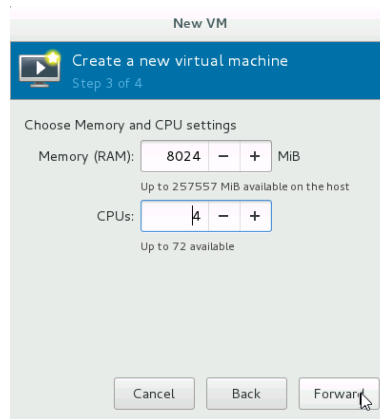 New VM
Create a new virtual machine
Step 3 of 4
Choose Memory and CPU settings
Memory (RAM): 8024 − + MiB
Up to 257557 MiB available on the host
CPUs: 4 − +
Up to 72 available
Cancel Back Forward